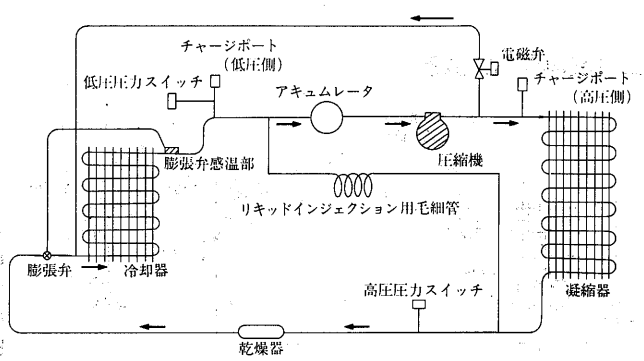 チャージポート
(低圧側)
電磁弁
低圧圧力スイッチ
アキュムレータ
チャージポート
(高圧側)
膨張弁感温部
圧縮機
リキッドインジェクション用毛細管
膨張弁
冷却器
高圧圧力スイッチ
凝縮器
乾燥器